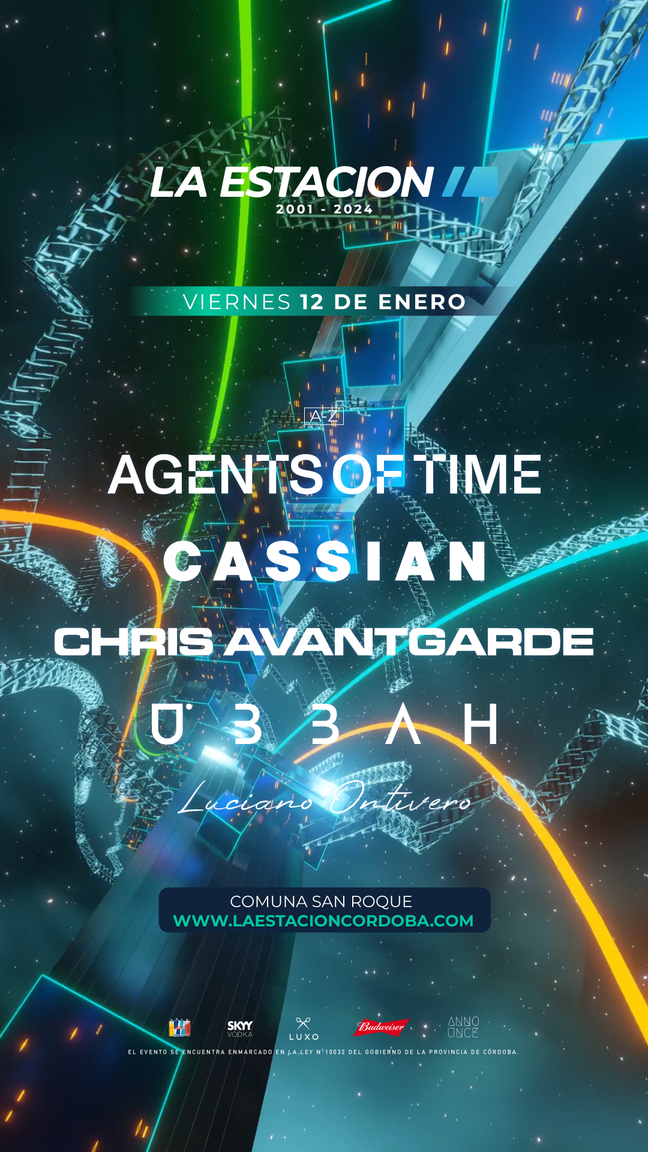 LA ESTACION
2001 - 2024
VIERNES 12 DE ENERO
A-Z
AGENTS OF TIME
CASSIAN
CHRIS AVANTGARDE
ÜBBAH
Luciano Ontivero
COMUNA SAN ROQUE
WWW.LAESTACIONCORDOBA.COM
SKYY
VODKA
LUXO
Budweiser
ANNO
UNCE
EL EVENTO SE ENCUENTRA ENMARCADO EN LA LEY N°10032 DEL GOBIERNO DE LA PROVINCIA DE CÓRDOBA.